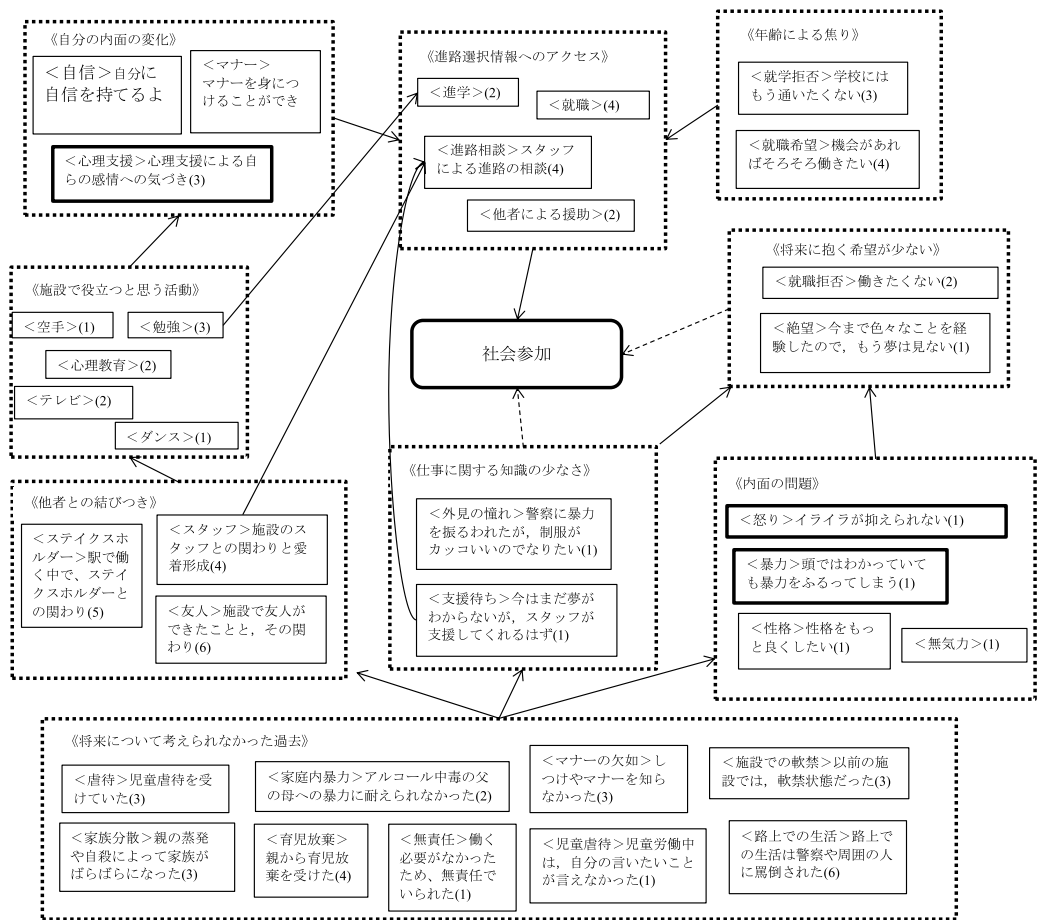 《自分の内面の変化》
<自信>自分に
自信を持てるよ
<マナー>
マナーを身につ
けることができ
<心理支援>心理支援による自
らの感情への気づき(3)
《進路選択情報へのアクセス》
<進学>(2)
<就職>(4)
<進路相談>スタッフ
による進路の相談(4)
<他者による援助>(2)
《年齢による焦り》
<就学拒否>学校には
もう通いたくない(3)
<就職希望>機会があれ
ばそろそろ働きたい(4)
《施設で役立つと思う活動》
<空手>(1)
<勉強>(3)
<心理教育>(2)
<テレビ>(2)
<ダンス>(1)
社会参加
《将来に抱く希望が少ない》
<就職拒否>働きたくない(2)
<絶望>今まで色々なことを経
験したので，もう夢は見ない(1)
《他者との結びつき》
<ステイクスホ
ルダー>駅で働
く中で、ステイ
クスホルダーと
の関わり(5)
<スタッフ>施設のス
タッフとの関わりと愛
着形成(4)
<友人>施設で友人が
できたことと，その関
わり(6)
《仕事に関する知識の少なさ》
<外見の憧れ>警察に暴力
を振るわれたが，制服が
カッコいいのでなりたい(1)
<支援待ち>今はまだ夢が
わからないが，スタッフが
支援してくれるはず(1)
《内面の問題》
<怒り>イライラが抑えられない(1)
<暴力>頭ではわかっていて
も暴力をふるってしまう(1)
<性格>性格をもっ
と良くしたい(1)
<無気力>(1)
《将来について考えられなかった過去》
<虐待>児童虐待を受
けていた(3)
<家庭内暴力>アルコール中毒の父
の母への暴力に耐えられなかった(2)
<マナーの欠如>し
つけやマナーを知ら
なかった(3)
<施設での軟禁>以前の施
設では，軟禁状態だった(3)
<家族分散>親の蒸発
や自殺によって家族が
ばらばらになった(3)
<育児放棄>
親から育児放
棄を受けた(4)
<無責任>働く
必要がなかった
ため、無責任で
いられた(1)
<児童虐待>児童労働中
は，自分の言いたいこと
が言えなかった(1)
<路上での生活>路上で
の生活は警察や周囲の人
に罵倒された(6)